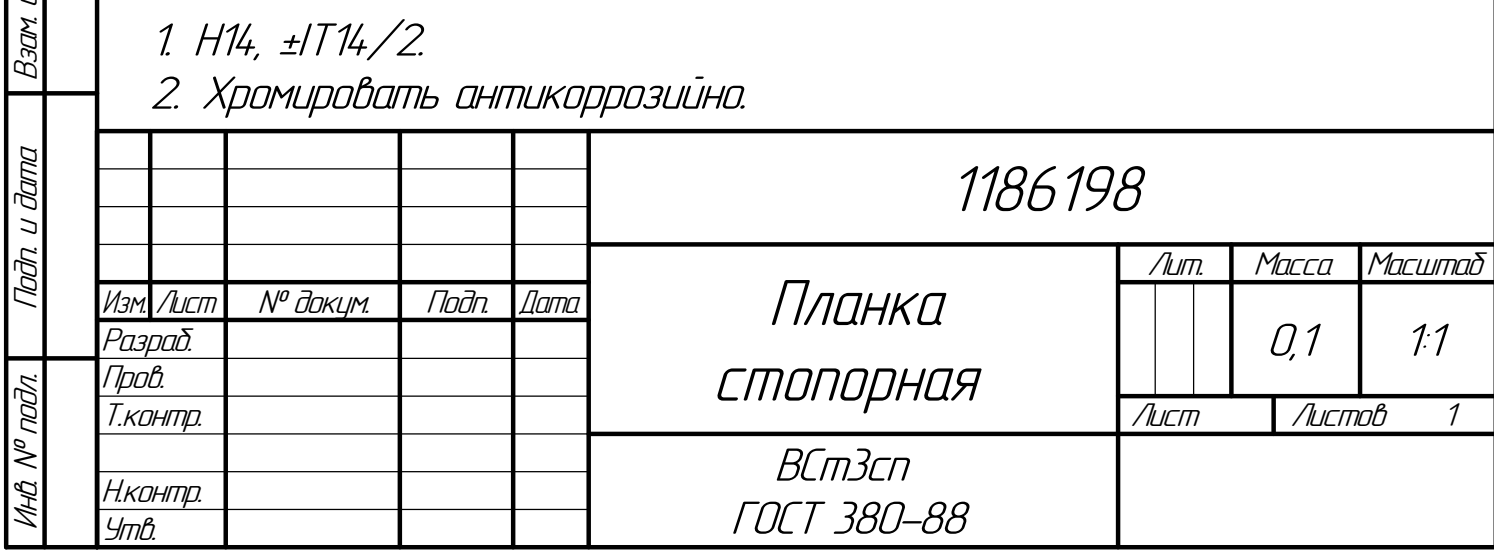 1. H14, ±IT14/2.
2. Хромировать антикоррозийно.
Взам.
Подп. и дата
Инв. № подл.
1186198
Изм. Лист № докум. Подп. Дата
Разраб.
Пров.
Т.контр.
Н.контр.
Утв.
Планка
стопорная
Лит. Масса Масштаб
0,1 1:1
Лист Листов 1
ВСт3сп
ГОСТ 380-88